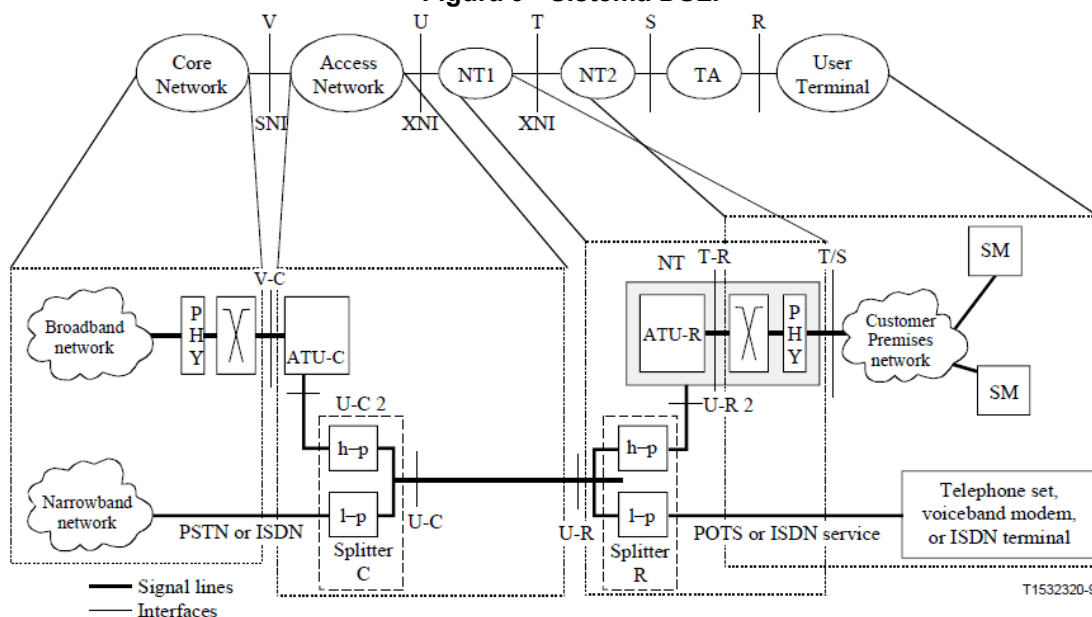 Figura - Sistema
V U T S R
Core
Network
Access
Network
NT1
NT2
TA
User
Terminal
SNI XNI XNI
V-C
NT T-R T/S
SM
Broadband
network
PHY
ATU-C
ATU-R
PHY
Customer
Premises
network
SM
U-C 2
U-R 2
h–p
h–p
Narrowband
network
PSTN or ISDN
l–p
U-C
U-R
l–p
POTS or ISDN service
Telephone set,
voiceband modem,
or ISDN terminal
Splitter
C
Splitter
R
Signal lines
Interfaces
T1532320-9